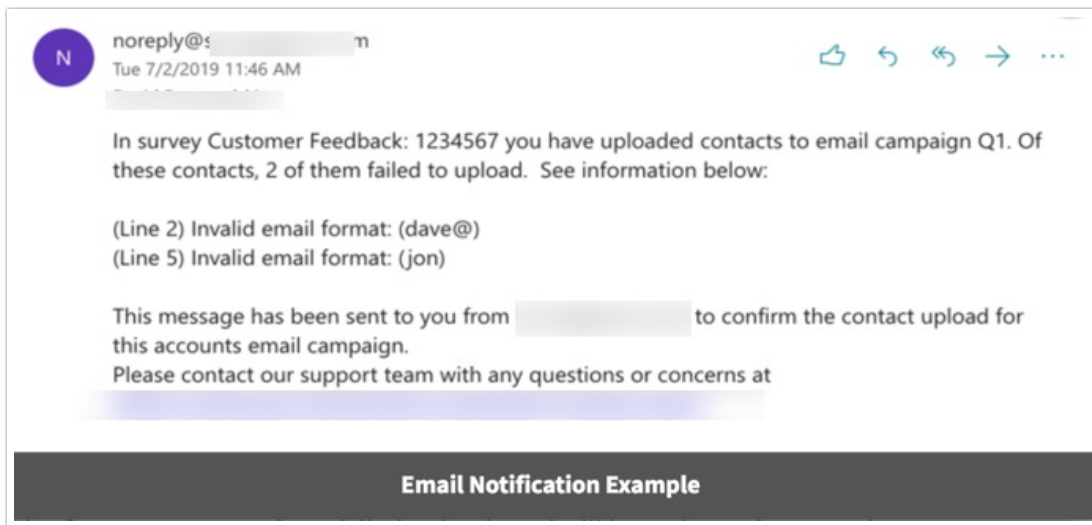 N
noreply@s m
Tue 7/2/2019 11:46 AM
In survey Customer Feedback: 1234567 you have uploaded contacts to email campaign Q1. Of
these contacts, 2 of them failed to upload.  See information below:
(Line 2) Invalid email format: (dave@)
(Line 5) Invalid email format: (jon)
This message has been sent to you from to confirm the contact upload for
this accounts email campaign.
Please contact our support team with any questions or concerns at
Email Notification Example